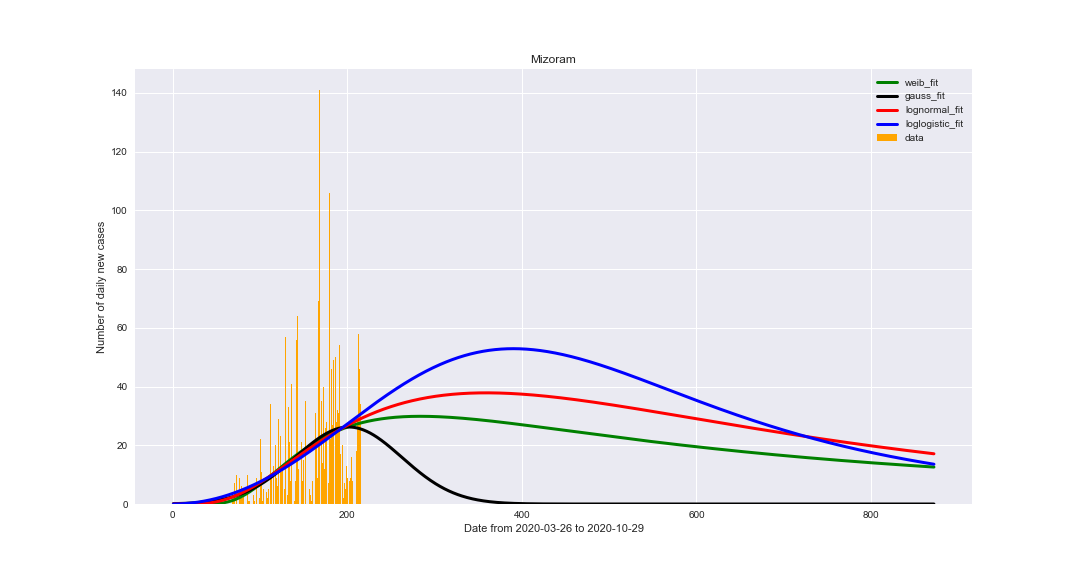 Mizoram
weib_fit
gauss_fit
lognormal_fit
loglogistic_fit
data
Number of daily new cases
140
120
100
80
60
40
20
0
0 200 400 600 800
Date from 2020-03-26 to 2020-10-29